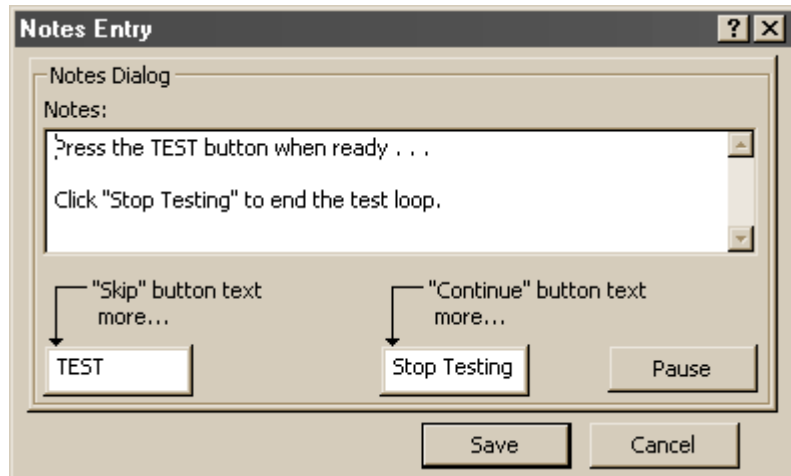 Notes Entry
Notes Dialog
Notes:
Press the TEST button when ready . . .
Click "Stop Testing" to end the test loop.
"Skip" button text
more...
"Continue" button text
more...
TEST
Stop Testing
Pause
Save
Cancel